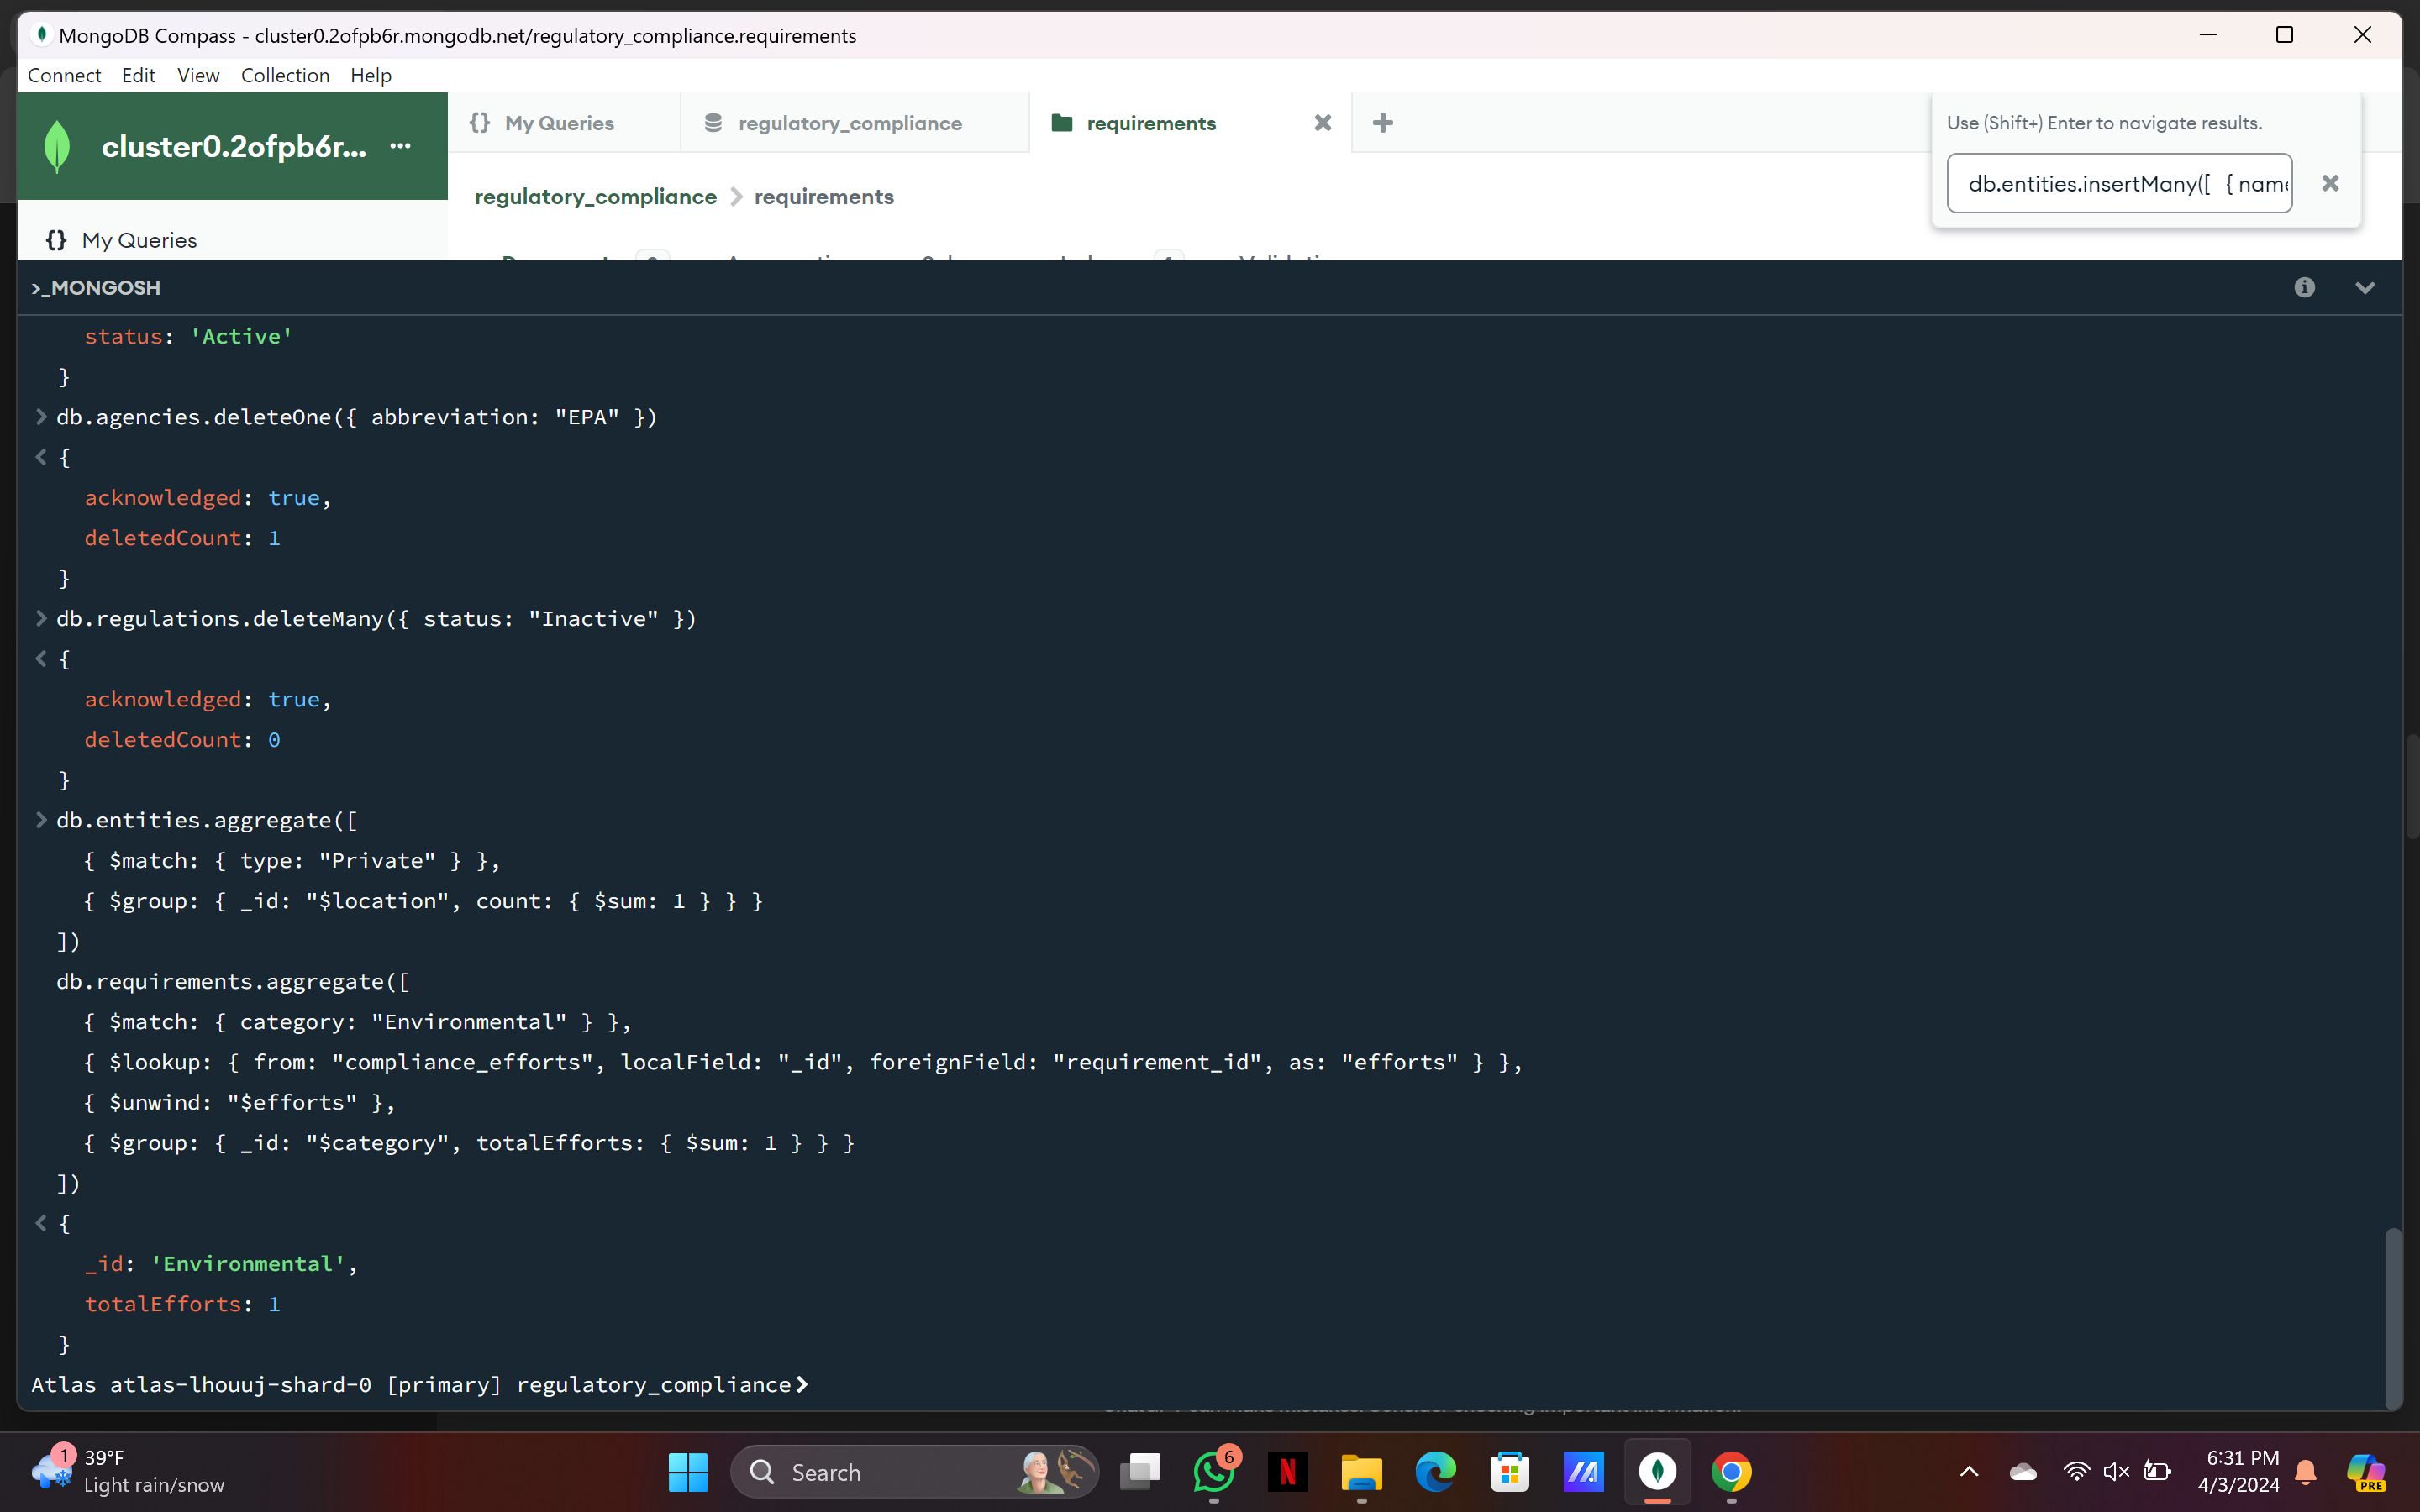 MongoDB Compass - cluster0.2ofpb6r.mongodb.net/regulatory_compliance.requirements
Connect Edit View Collection Help
cluster0.2ofpb6r... ...
{} My Queries
regulatory_compliance
requirements
Use (Shift+) Enter to navigate results.
db.entities.insertMany([ { name
regulatory_compliance > requirements
{} My Queries
>_MONGOSH
status: 'Active'
}
> db.agencies.deleteOne({ abbreviation: "EPA" })
< {
acknowledged: true,
deletedCount: 1
}
> db.regulations.deleteMany({ status: "Inactive" })
< {
acknowledged: true,
deletedCount: 0
}
> db.entities.aggregate([
{ $match: { type: "Private" } },
{ $group: { _id: "$location", count: { $sum: 1 } } }
])
db.requirements.aggregate([
{ $match: { category: "Environmental" } },
{ $lookup: { from: "compliance_efforts", localField: "_id", foreignField: "requirement_id", as: "efforts" } },
{ $unwind: "$efforts" },
{ $group: { _id: "$category", totalEfforts: { $sum: 1 } } }
])
< {
_id: 'Environmental',
totalEfforts: 1
}
Atlas atlas-lhouuj-shard-0 [primary] regulatory_compliance>
1
39°F
Light rain/snow
Search
6
N
6:31 PM
4/3/2024
PRE